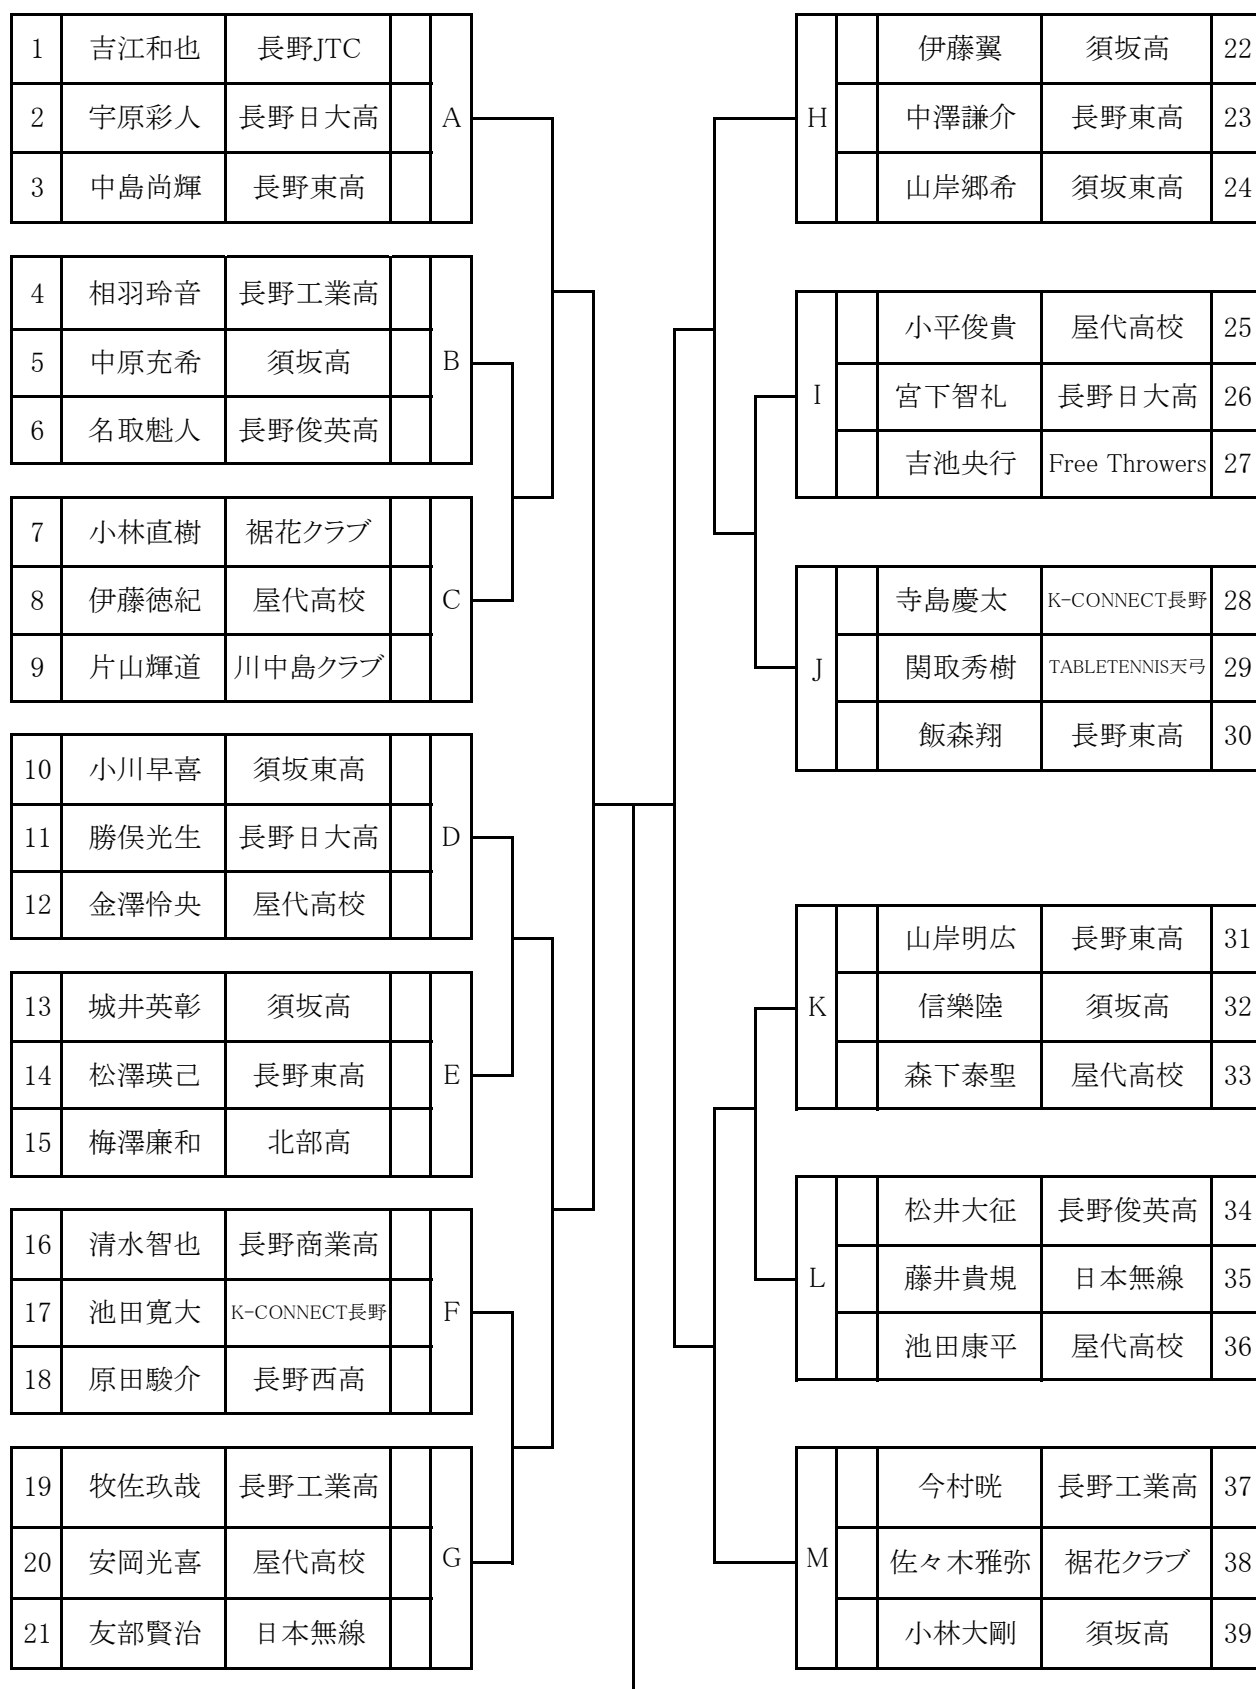 1 吉江和也 長野JTC
2 宇原彩人 長野日大高 A
3 中島尚輝 長野東高
4 相羽玲音 長野工業高
5 中原充希 須坂高 B
6 名取魁人 長野俊英高
7 小林直樹 裾花クラブ
8 伊藤徳紀 屋代高校 C
9 片山輝道 川中島クラブ
10 小川早喜 須坂東高
11 勝俣光生 長野日大高 D
12 金澤怜央 屋代高校
13 城井英彰 須坂高
14 松澤瑛己 長野東高 E
15 梅澤廉和 北部高
16 清水智也 長野商業高
17 池田寛大 K-CONNECT長野 F
18 原田駿介 長野西高
19 牧佐玖哉 長野工業高
20 安岡光喜 屋代高校 G
21 友部賢治 日本無線
伊藤翼 須坂高 22
H 中澤謙介 長野東高 23
山岸郷希 須坂東高 24
小平俊貴 屋代高校 25
I 宮下智礼 長野日大高 26
吉池央行 Free Throwers 27
寺島慶太 K-CONNECT長野 28
J 関取秀樹 TABLETENNIS天弓 29
飯森翔 長野東高 30
山岸明広 長野東高 31
K 信樂陸 須坂高 32
森下泰聖 屋代高校 33
松井大征 長野俊英高 34
L 藤井貴規 日本無線 35
池田康平 屋代高校 36
今村晄 長野工業高 37
M 佐々木雅弥 裾花クラブ 38
小林大剛 須坂高 39